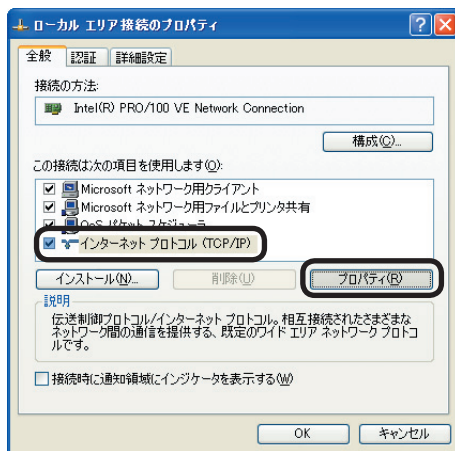 ローカル エリア接続のプロパティ
全般 認証 詳細設定
接続の方法:
Intel(R) PRO/100 VE Network Connection
構成(C)...
この接続は次の項目を使用します(O):
Microsoft ネットワーク用クライアント
Microsoft ネットワーク用ファイルとプリンタ共有
QoS パケット スケジューラ
インターネット プロトコル (TCP/IP)
インストール(N)... 削除(U) プロパティ(R)
説明
伝送制御プロトコル/インターネット プロトコル。相互接続されたさまざまな
ネットワーク間の通信を提供する、既定のワイド エリア ネットワーク プロトコ
ルです。
接続時に通知領域にインジケータを表示する(W)
OK キャンセル